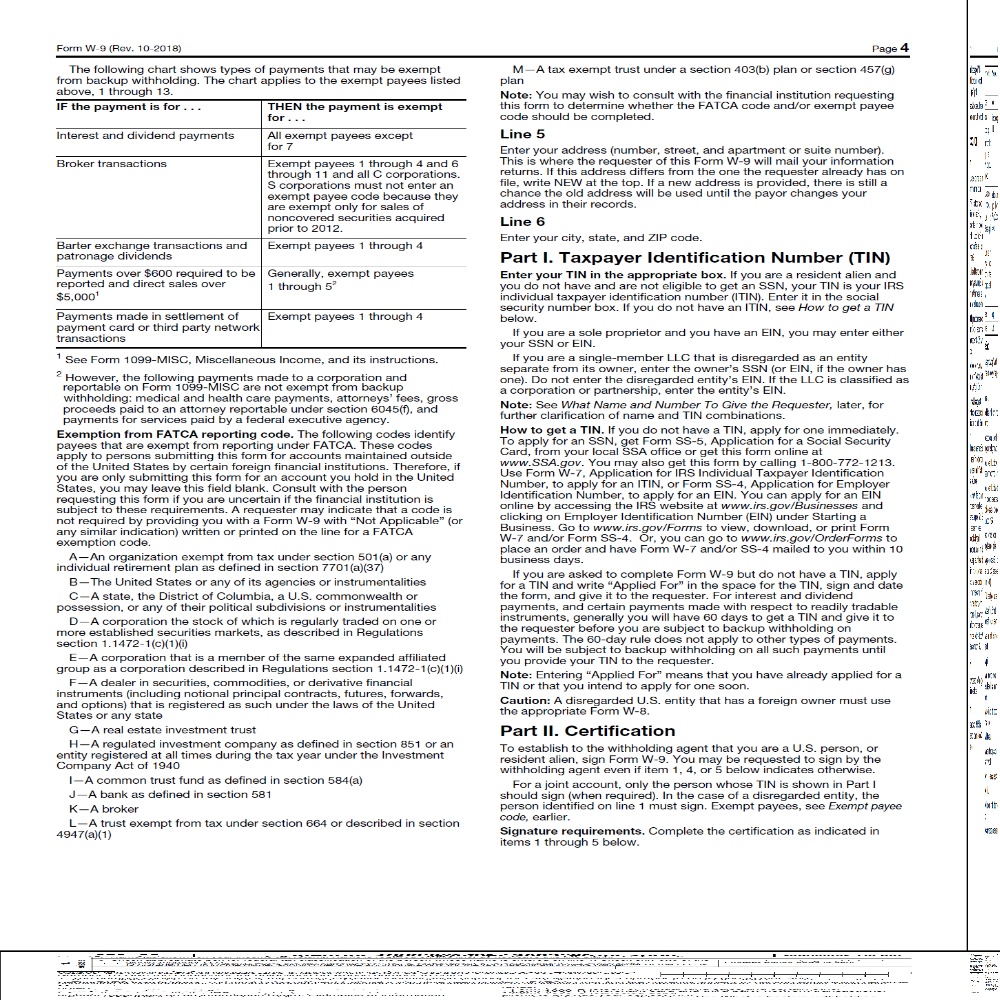 Form W-9 (Rev. 10-2018)
Page 4
The following chart shows types of payments that may be exempt
from backup withholding. The chart applies to the exempt payees listed
above, 1 through 13.
IF the payment is for . . .
THEN the payment is exempt
for . . .
Interest and dividend payments
All exempt payees except
for 7
Broker transactions
Exempt payees 1 through 4 and 6
through 11 and all C corporations.
S corporations must not enter an
exempt payee code because they
are exempt only for sales of
noncovered securities acquired
prior to 2012.
Barter exchange transactions and
patronage dividends
Exempt payees 1 through 4
Payments over $600 required to be
reported and direct sales over
$5,000¹
Generally, exempt payees
1 through 5²
Payments made in settlement of
payment card or third party network
transactions
Exempt payees 1 through 4
¹ See Form 1099-MISC, Miscellaneous Income, and its instructions.
² However, the following payments made to a corporation and
reportable on Form 1099-MISC are not exempt from backup
withholding: medical and health care payments, attorneys' fees, gross
proceeds paid to an attorney reportable under section 6045(f), and
payments for services paid by a federal executive agency.
Exemption from FATCA reporting code. The following codes identify
payees that are exempt from reporting under FATCA. These codes
apply to persons submitting this form for accounts maintained outside
of the United States by certain foreign financial institutions. Therefore, if
you are only submitting this form for an account you hold in the United
States, you may leave this field blank. Consult with the person
requesting this form if you are uncertain if the financial institution is
subject to these requirements. A requester may indicate that a code is
not required by providing you with a Form W-9 with “Not Applicable” (or
any similar indication) written or printed on the line for a FATCA
exemption code.
A—An organization exempt from tax under section 501(a) or any
individual retirement plan as defined in section 7701(a)(37)
B—The United States or any of its agencies or instrumentalities
C—A state, the District of Columbia, a U.S. commonwealth or
possession, or any of their political subdivisions or instrumentalities
D—A corporation the stock of which is regularly traded on one or
more established securities markets, as described in Regulations
section 1.1472-1(c)(1)(i)
E—A corporation that is a member of the same expanded affiliated
group as a corporation described in Regulations section 1.1472-1(c)(1)(i)
F—A dealer in securities, commodities, or derivative financial
instruments (including notional principal contracts, futures, forwards,
and options) that is registered as such under the laws of the United
States or any state
G—A real estate investment trust
H—A regulated investment company as defined in section 851 or an
entity registered at all times during the tax year under the Investment
Company Act of 1940
I—A common trust fund as defined in section 584(a)
J—A bank as defined in section 581
K—A broker
L—A trust exempt from tax under section 664 or described in section
4947(a)(1)
M—A tax exempt trust under a section 403(b) plan or section 457(g)
plan
Note: You may wish to consult with the financial institution requesting
this form to determine whether the FATCA code and/or exempt payee
code should be completed.
Line 5
Enter your address (number, street, and apartment or suite number).
This is where the requester of this Form W-9 will mail your information
returns. If this address differs from the one the requester already has on
file, write NEW at the top. If a new address is provided, there is still a
chance the old address will be used until the payor changes your
address in their records.
Line 6
Enter your city, state, and ZIP code.
Part I. Taxpayer Identification Number (TIN)
Enter your TIN in the appropriate box. If you are a resident alien and
you do not have and are not eligible to get an SSN, your TIN is your IRS
individual taxpayer identification number (ITIN). Enter it in the social
security number box. If you do not have an ITIN, see How to get a TIN
below.
If you are a sole proprietor and you have an EIN, you may enter either
your SSN or EIN.
If you are a single-member LLC that is disregarded as an entity
separate from its owner, enter the owner's SSN (or EIN, if the owner has
one). Do not enter the disregarded entity's EIN. If the LLC is classified as
a corporation or partnership, enter the entity's EIN.
Note: See What Name and Number To Give the Requester, later, for
further clarification of name and TIN combinations.
How to get a TIN. If you do not have a TIN, apply for one immediately.
To apply for an SSN, get Form SS-5, Application for a Social Security
Card, from your local SSA office or get this form online at
www.SSA.gov. You may also get this form by calling 1-800-772-1213.
Use Form W-7, Application for IRS Individual Taxpayer Identification
Number, to apply for an ITIN, or Form SS-4, Application for Employer
Identification Number, to apply for an EIN. You can apply for an EIN
online by accessing the IRS website at www.irs.gov/Businesses and
clicking on Employer Identification Number (EIN) under Starting a
Business. Go to www.irs.gov/Forms to view, download, or print Form
W-7 and/or Form SS-4. Or, you can go to www.irs.gov/OrderForms to
place an order and have Form W-7 and/or SS-4 mailed to you within 10
business days.
If you are asked to complete Form W-9 but do not have a TIN, apply
for a TIN and write “Applied For” in the space for the TIN, sign and date
the form, and give it to the requester. For interest and dividend
payments, and certain payments made with respect to readily tradable
instruments, generally you will have 60 days to get a TIN and give it to
the requester before you are subject to backup withholding on
payments. The 60-day rule does not apply to other types of payments.
You will be subject to backup withholding on all such payments until
you provide your TIN to the requester.
Note: Entering “Applied For” means that you have already applied for a
TIN or that you intend to apply for one soon.
Caution: A disregarded U.S. entity that has a foreign owner must use
the appropriate Form W-8.
Part II. Certification
To establish to the withholding agent that you are a U.S. person, or
resident alien, sign Form W-9. You may be requested to sign by the
withholding agent even if item 1, 4, or 5 below indicates otherwise.
For a joint account, only the person whose TIN is shown in Part I
should sign (when required). In the case of a disregarded entity, the
person identified on line 1 must sign. Exempt payees, see Exempt payee
code, earlier.
Signature requirements. Complete the certification as indicated in
items 1 through 5 below.